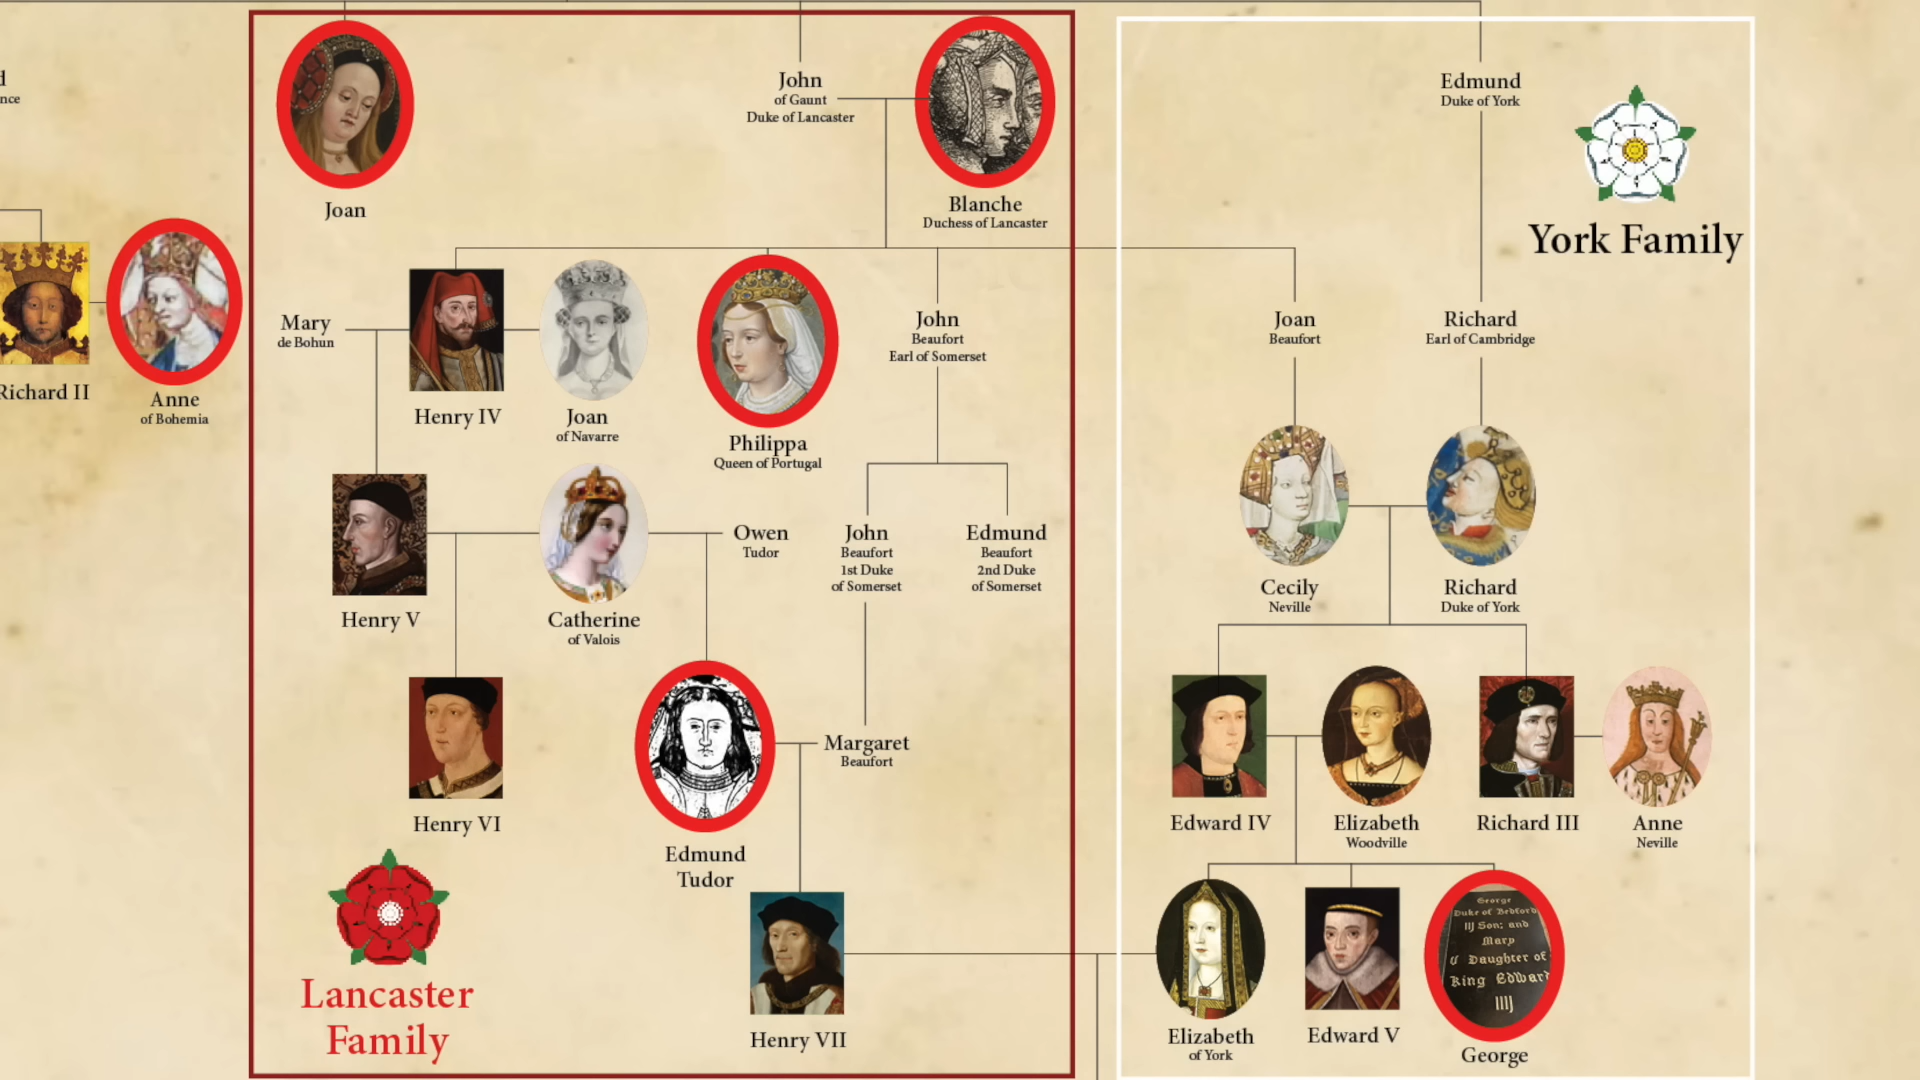 d
nce
Joan
John
of Gaunt
Duke of Lancaster
Blanche
Duchess of Lancaster
Edmund
Duke of York
York Family
Richard II
Anne
of Bohemia
Mary
de Bohun
Henry IV
Joan
of Navarre
Philippa
Queen of Portugal
John
Beaufort
Earl of Somerset
Joan
Beaufort
Richard
Earl of Cambridge
Henry V
Catherine
of Valois
Owen
Tudor
John
Beaufort
1st Duke
of Somerset
Edmund
Beaufort
2nd Duke
of Somerset
Cecily
Neville
Richard
Duke of York
Henry VI
Edmund
Tudor
Margaret
Beaufort
Edward IV
Elizabeth
Woodville
Richard III
Anne
Neville
Lancaster
Family
Henry VII
Elizabeth
of York
Edward V
George
Duke of Bedford
IIJ Son; and
Mary
Daughter of
King Edward
IIIJ
George